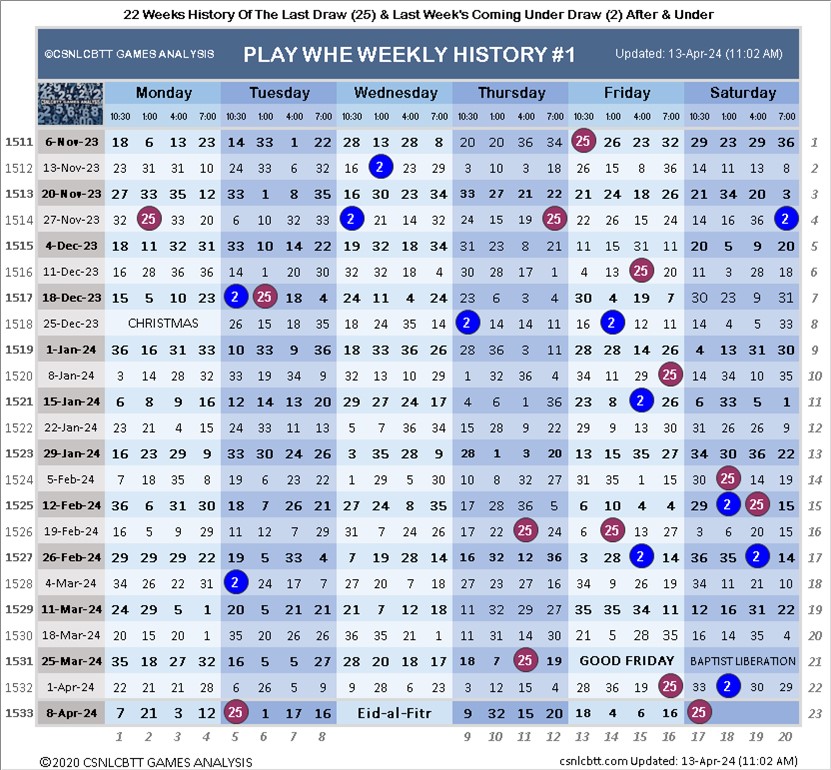 22 Weeks History Of The Last Draw (25) & Last Week's Coming Under Draw (2) After & Under
©CSNLCBTT GAMES ANALYSIS PLAY WHE WEEKLY HISTORY #1 Updated: 13-Apr-24 (11:02 AM)
CSNLCBTT GAMES ANALYSIS Monday Tuesday Wednesday Thursday Friday Saturday
10:30 1:00 4:00 7:00 10:30 1:00 4:00 7:00 10:30 1:00 4:00 7:00 10:30 1:00 4:00 7:00 10:30 1:00 4:00 7:00 10:30 1:00 4:00 7:00
1511 6-Nov-23 18 6 13 23 14 33 1 22 28 13 28 8 20 20 36 34 25 26 23 32 29 23 29 36 1
1512 13-Nov-23 23 31 31 10 24 33 6 32 16 2 23 29 3 10 3 18 26 15 8 36 14 11 13 8 2
1513 20-Nov-23 27 33 35 12 33 1 8 35 16 30 12 34 33 27 21 22 21 24 18 26 21 34 20 3 3
1514 27-Nov-23 32 25 33 20 6 10 32 33 2 21 14 32 24 15 19 25 22 26 15 24 14 16 36 2 4
1515 4-Dec-23 18 11 32 31 33 10 14 22 19 32 18 34 31 23 8 21 11 15 31 11 20 5 9 20 5
1516 11-Dec-23 16 28 36 36 14 1 20 30 32 32 18 4 30 28 17 1 4 13 25 20 11 3 28 18 6
1517 18-Dec-23 15 5 10 23 2 25 18 4 24 11 4 24 23 6 3 4 30 4 19 7 30 23 9 31 7
1518 25-Dec-23 CHRISTMAS 26 15 18 35 18 24 35 14 2 14 14 11 28 2 12 11 14 4 5 33 8
1519 1-Jan-24 36 16 31 33 10 33 9 36 18 33 36 26 28 36 3 11 28 28 14 26 4 13 31 30 9
1520 8-Jan-24 3 14 28 32 33 19 34 9 32 13 10 29 1 32 36 4 34 11 29 25 14 34 10 35 10
1521 15-Jan-24 6 8 9 16 12 14 13 20 29 27 24 17 4 6 1 36 23 8 2 26 6 33 5 1 11
1522 22-Jan-24 23 21 4 15 24 33 11 13 5 7 36 34 15 28 9 22 29 9 13 30 31 26 26 9 12
1523 29-Jan-24 16 23 29 9 33 30 24 26 3 35 28 9 28 1 3 20 13 15 35 27 34 30 36 22 13
1524 5-Feb-24 7 18 35 8 19 6 23 22 1 29 5 30 10 8 32 27 31 35 1 15 30 25 14 19 14
1525 12-Feb-24 36 6 31 30 18 7 26 21 27 24 8 35 17 28 36 5 6 10 4 4 29 2 25 15 15
1526 19-Feb-24 16 5 9 29 11 12 7 29 31 7 24 26 17 22 25 24 14 25 13 27 3 6 20 15 16
1527 26-Feb-24 29 29 29 22 19 5 33 4 7 19 28 14 16 32 12 36 3 28 2 14 36 35 2 14 17
1528 4-Mar-24 34 26 22 31 2 24 17 7 27 20 7 18 27 23 27 36 34 9 26 19 34 11 21 10 18
1529 11-Mar-24 24 29 5 1 20 5 21 21 21 7 12 18 11 32 29 27 35 35 34 11 12 16 31 22 19
1530 18-Mar-24 20 15 20 1 35 20 26 26 36 35 21 1 11 31 14 30 21 5 28 35 16 14 35 4 20
1531 25-Mar-24 35 18 27 32 16 5 5 27 28 20 18 17 18 7 25 19 GOOD FRIDAY BAPTIST LIBERATION 21
1532 1-Apr-24 22 21 21 28 6 26 5 9 9 28 6 23 3 12 15 4 28 36 19 25 33 2 30 29 22
1533 8-Apr-24 7 21 3 12 25 1 17 16 Eid-al-Fitr 9 32 15 20 18 4 6 16 25 23
1 2 3 4 5 6 7 8 9 10 11 12 13 14 15 16 17 18 19 20
©2020 CSNLCBTT GAMES ANALYSIS csnlcbtt.com Updated: 13-Apr-24 (11:02 AM)